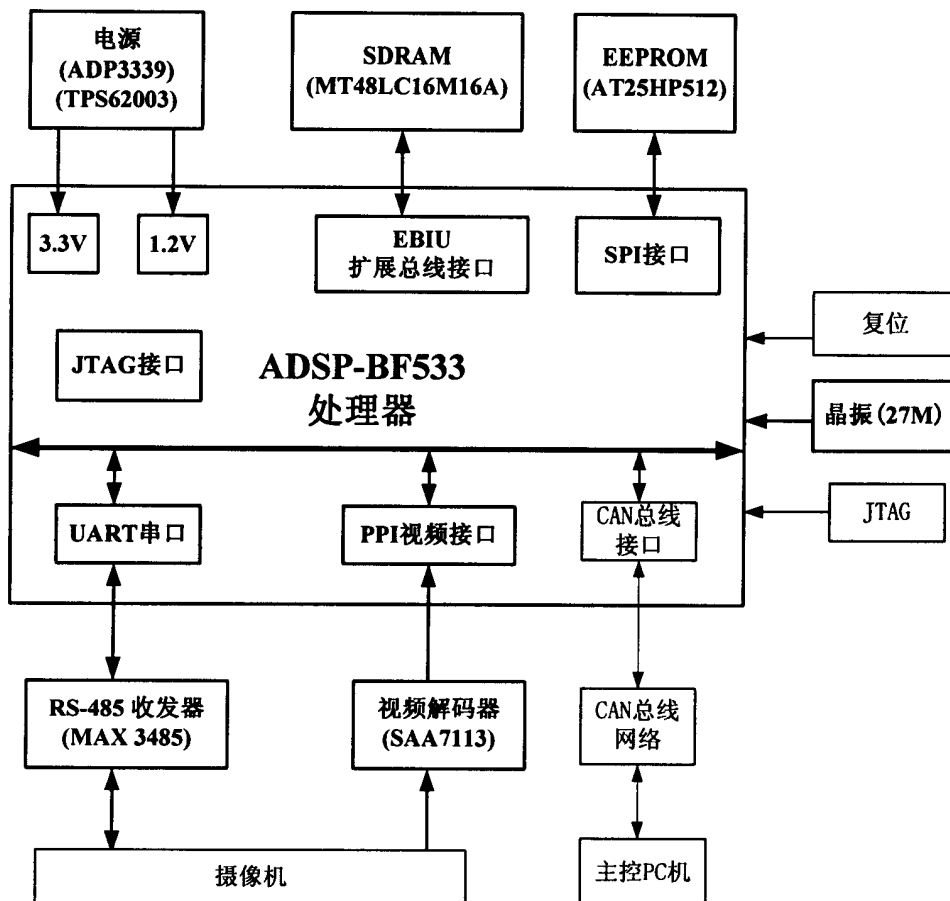 电源
(ADP3339)
(TPS62003)
SDRAM
(MT48LC16M16A)
EEPROM
(AT25HP512)
3.3V
1.2V
EBIU
扩展总线接口
SPI接口
复位
JTAG接口
ADSP-BF533
处理器
晶振(27M)
UART串口
PPI视频接口
CAN总线
接口
JTAG
RS-485 收发器
(MAX 3485)
视频解码器
(SAA7113)
CAN总线
网络
摄像机
主控PC机